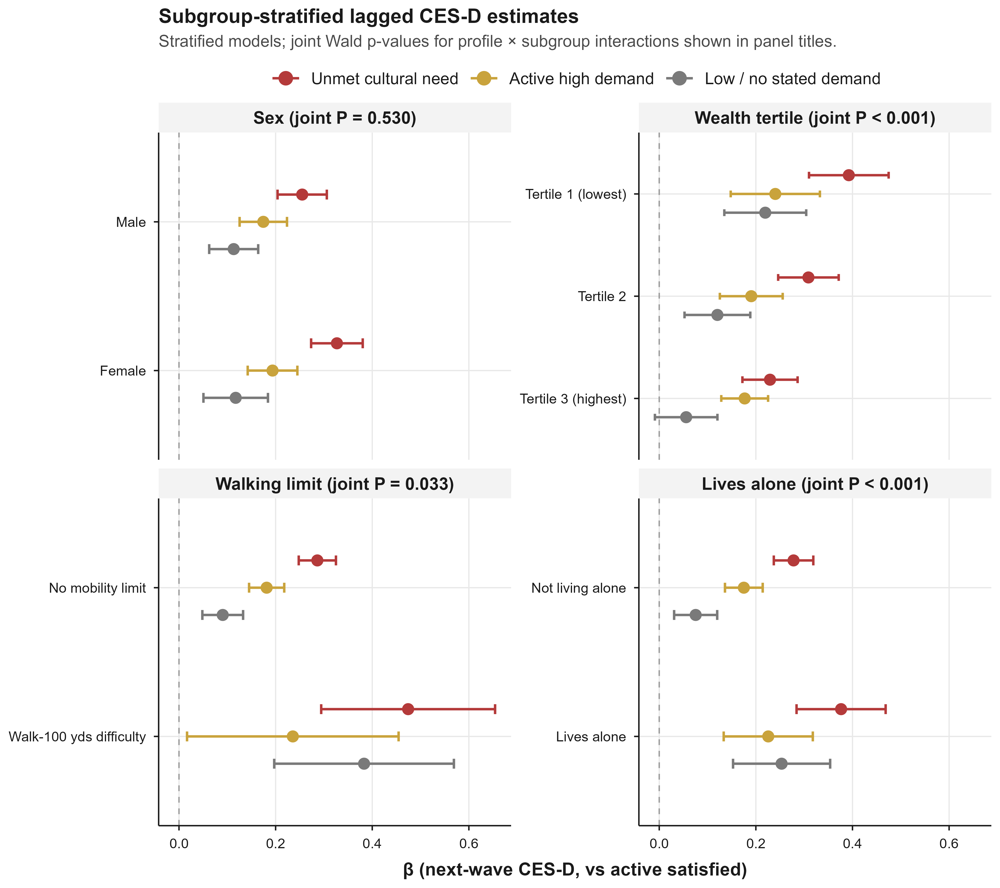 Subgroup-stratified lagged CES-D estimates
Stratified models; joint Wald p-values for profile × subgroup interactions shown in panel titles.
Unmet cultural need
Active high demand
Low / no stated demand
Sex (joint P = 0.530)
Male
Female
Wealth tertile (joint P < 0.001)
Tertile 1 (lowest)
Tertile 2
Tertile 3 (highest)
Walking limit (joint P = 0.033)
No mobility limit
Walk-100 yds difficulty
0.0 0.2 0.4 0.6
Lives alone (joint P < 0.001)
Not living alone
Lives alone
0.0 0.2 0.4 0.6
β (next-wave CES-D, vs active satisfied)